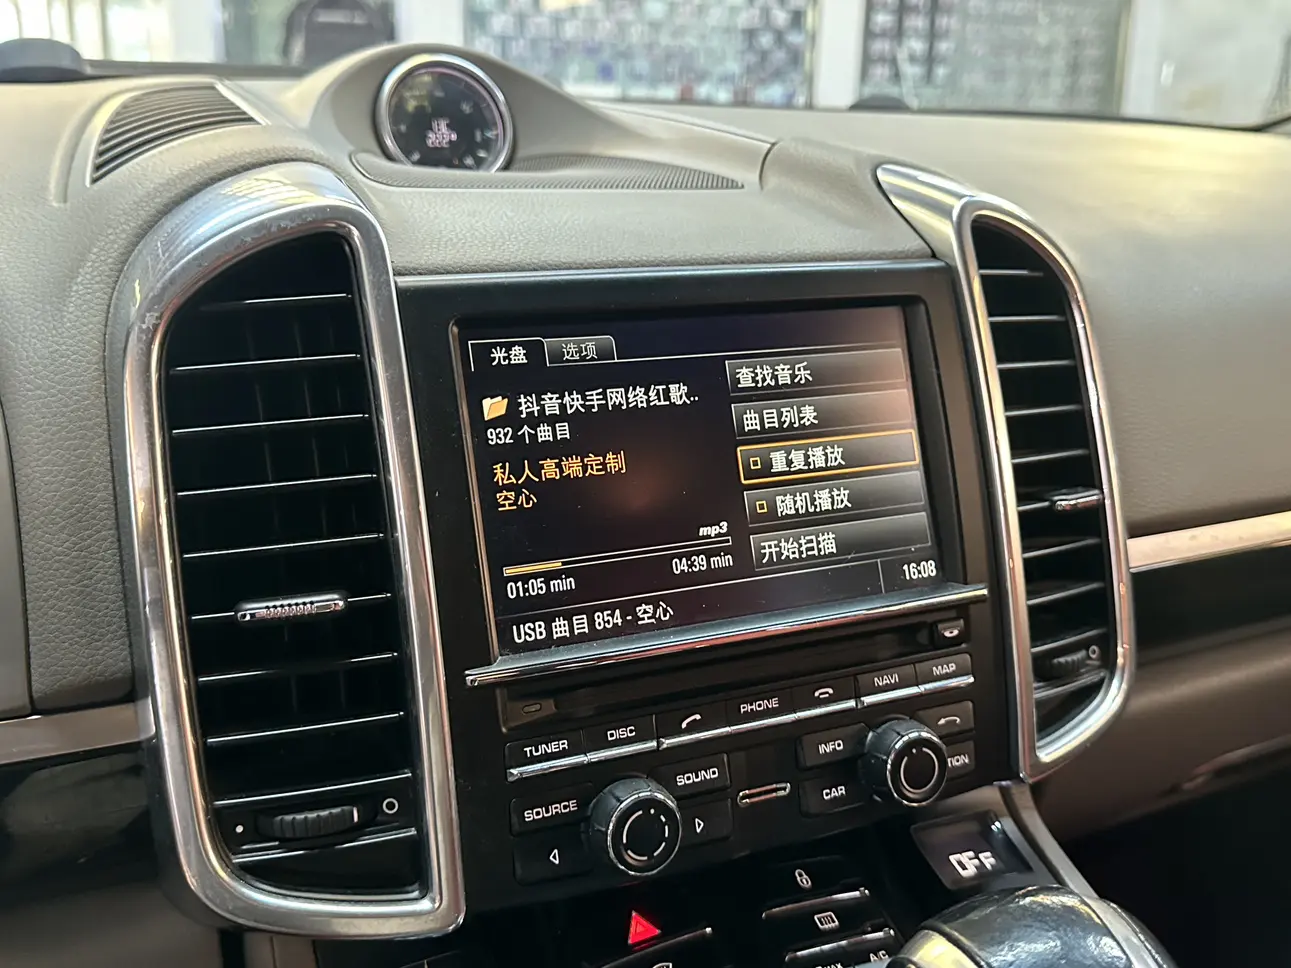 光盘
选项
抖音快手网络红歌..
932 个曲目
私人高端定制
空心
mp3
01:05 min
04:39 min
USB 曲目 854 - 空心
查找音乐
曲目列表
重复播放
随机播放
开始扫描
16:08
TUNER
DISC
PHONE
NAVI
MAP
SOURCE
SOUND
INFO
CAR
TION
OFF
A/C